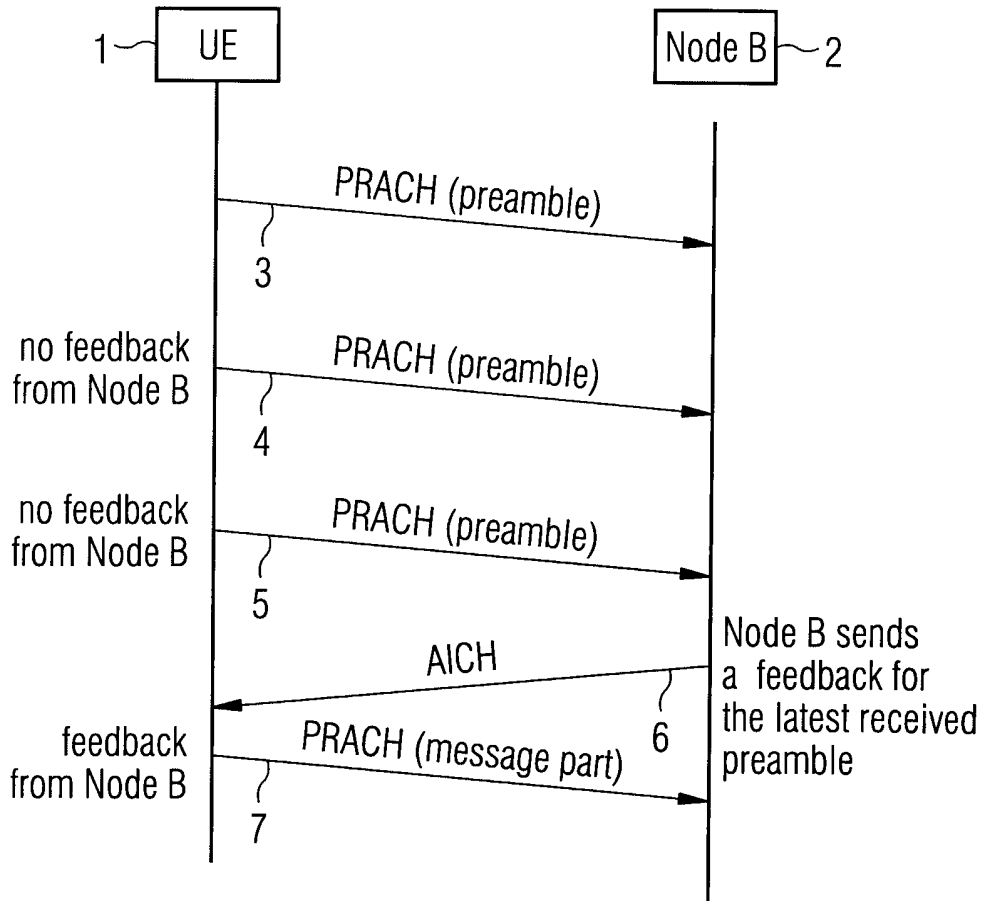 1 UE
Node B 2
PRACH (preamble)
3
no feedback
from Node B
PRACH (preamble)
4
no feedback
from Node B
PRACH (preamble)
5
AICH
6
Node B sends
a feedback for
the latest received
preamble
feedback
from Node B
PRACH (message part)
7